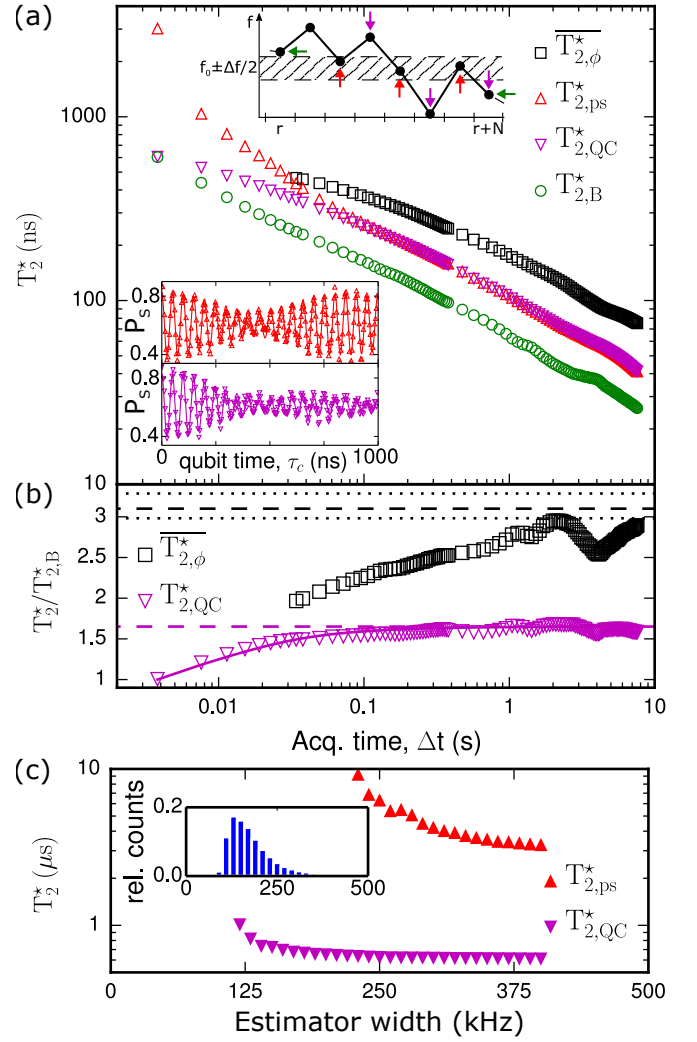 (a)
f
f₀±Δf/2
r
r+N
T*2,φ
T*2,ps
T*2,QC
T*2,B
1000
100
T*2 (ns)
0.8
0.4
Ps
0.8
0.4
Ps
0
1000
qubit time, τc (ns)
(b)
10
3
2.5
2
1.5
1
T*2/T*2,B
T*2,φ
T*2,QC
0.01
0.1
1
10
Acq. time, Δt (s)
(c)
10
1
T*2 (μs)
0.2
0.0
rel. counts
0
250
500
T*2,ps
T*2,QC
0
125
250
375
500
Estimator width (kHz)